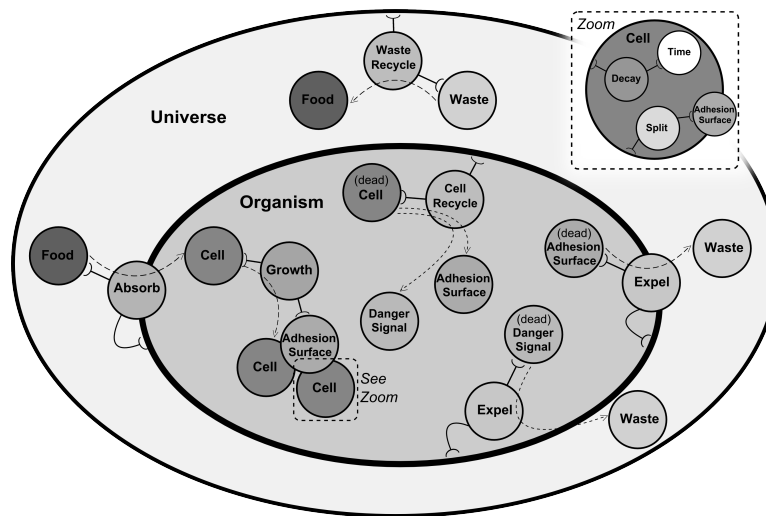 Zoom
Cell
Time
Decay
Adhesion
Surface
Split
Waste
Recycle
Food
Waste
Universe
Organism
(dead)
Cell
Cell
Recycle
(dead)
Adhesion
Surface
Waste
Food
Cell
Absorb
Growth
Adhesion
Surface
Expel
Danger
Signal
(dead)
Danger
Signal
Adhesion
Surface
Cell
Cell
See
Zoom
Expel
Waste